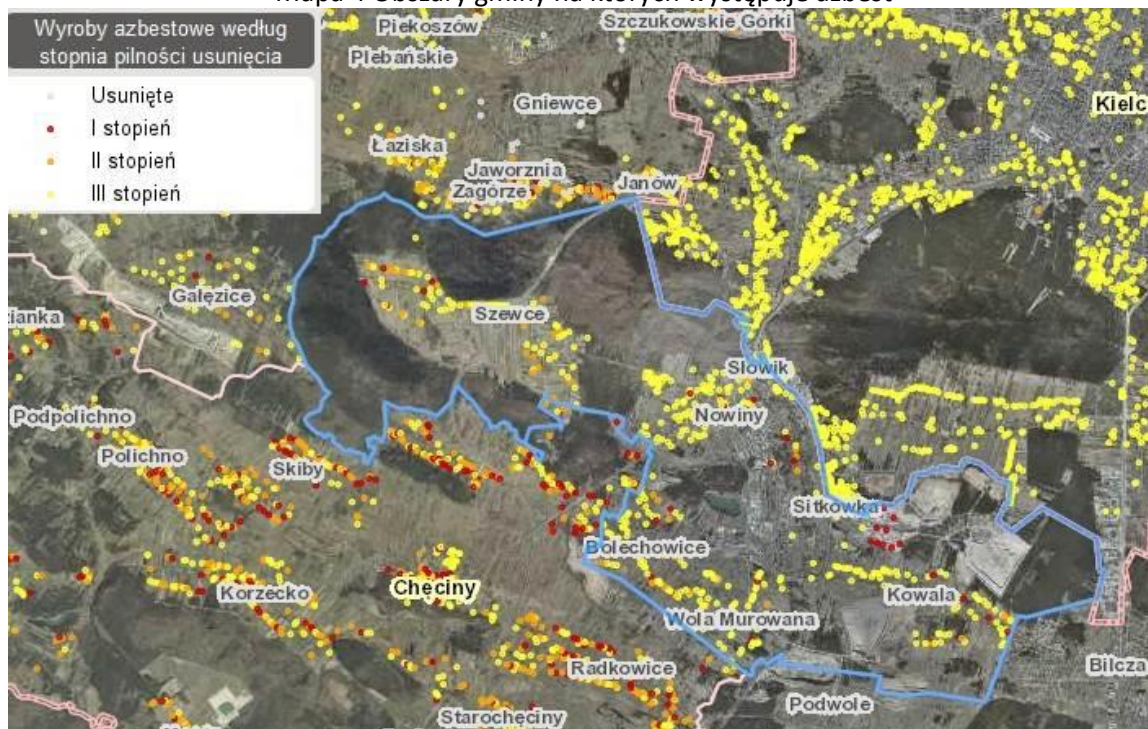 Mapa 4 Obszary gminy na których występuje azbest
Wyroby azbestowe według
stopnia pilności usunięcia
Usunięte
I stopień
II stopień
III stopień
Piekoszów
Plebańskie
Szczukowskie Górki
Gniewce
Kielc
Łaziska
Jaworznia
Zagórze
Janów
Gałęzice
zianka
Szewce
Słowik
Podpolichno
Nowiny
Polichno
Skiby
Sitkówka
Bolechowice
Korzecko
Chęciny
Kowala
Wola Murowana
Radkowice
Bilcza
Podwole
Starochęciny